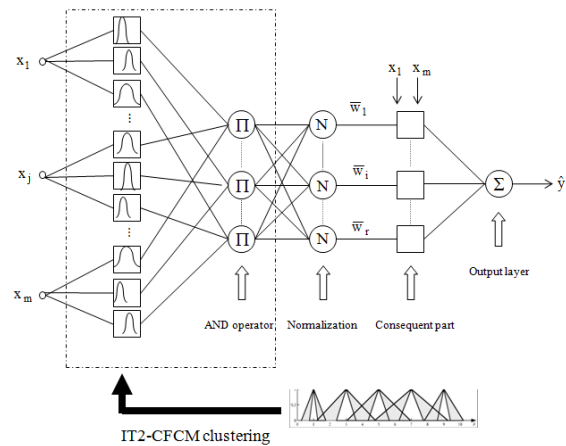 x1
xj
xm
...
...
Π
Π
Π
N
N
N
w̅1
w̅i
w̅r
x1 xm
Σ
ŷ
AND operator
Normalization
Consequent part
Output layer
IT2-CFCM clustering